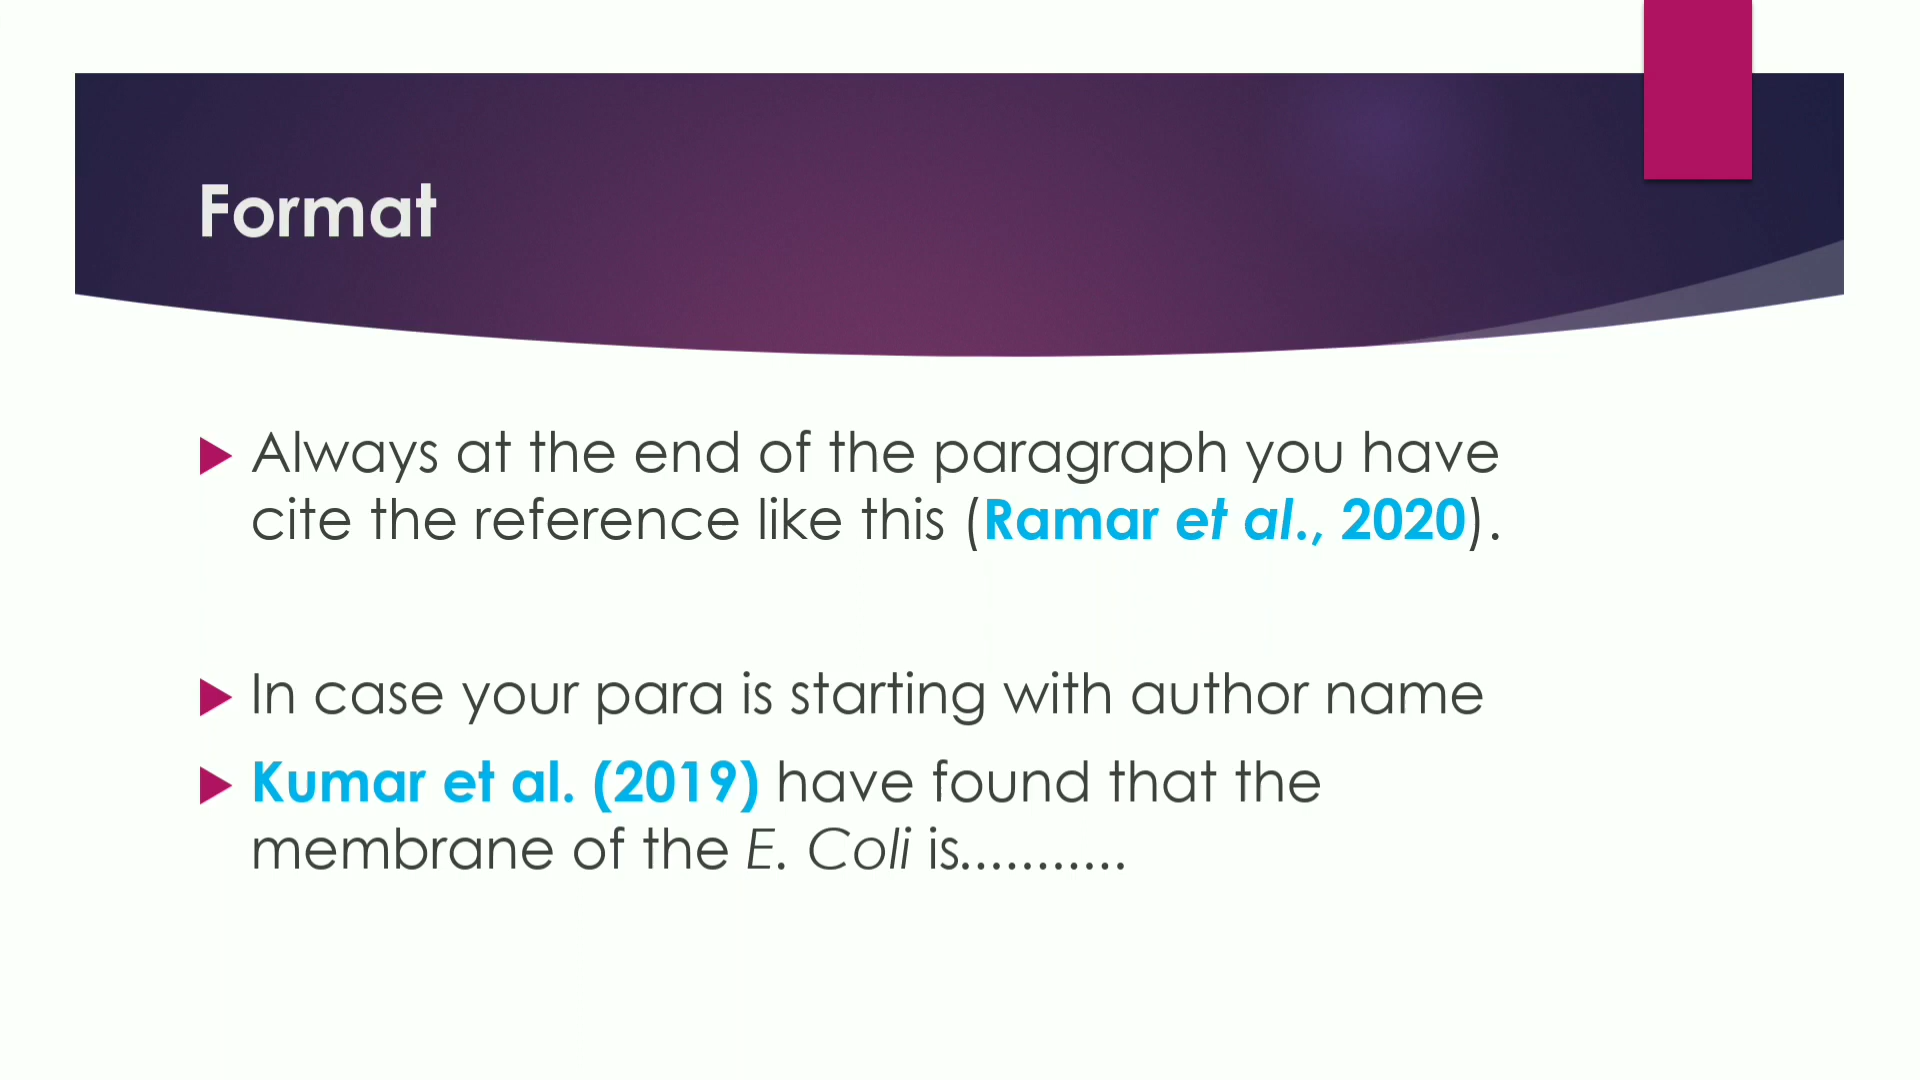 Format
Always at the end of the paragraph you have
cite the reference like this (Ramar et al., 2020).
In case your para is starting with author name
Kumar et al. (2019) have found that the
membrane of the E. Coli is...........